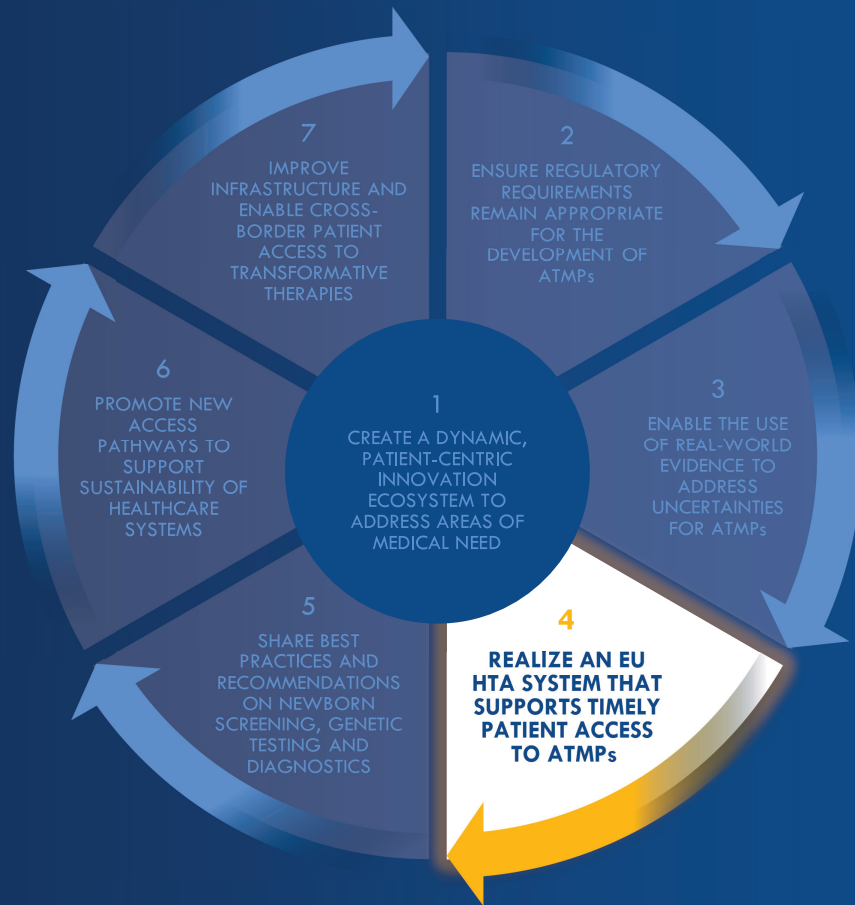 1
CREATE A DYNAMIC,
PATIENT-CENTRIC
INNOVATION
ECOSYSTEM TO
ADDRESS AREAS OF
MEDICAL NEED
2
ENSURE REGULATORY
REQUIREMENTS
REMAIN APPROPRIATE
FOR THE
DEVELOPMENT OF
ATMPs
3
ENABLE THE USE
OF REAL-WORLD
EVIDENCE TO
ADDRESS
UNCERTAINTIES
FOR ATMPs
4
REALIZE AN EU
HTA SYSTEM THAT
SUPPORTS TIMELY
PATIENT ACCESS
TO ATMPs
5
SHARE BEST
PRACTICES AND
RECOMMENDATIONS
ON NEWBORN
SCREENING, GENETIC
TESTING AND
DIAGNOSTICS
6
PROMOTE NEW
ACCESS
PATHWAYS TO
SUPPORT
SUSTAINABILITY OF
HEALTHCARE
SYSTEMS
7
IMPROVE
INFRASTRUCTURE AND
ENABLE CROSS-
BORDER PATIENT
ACCESS TO
TRANSFORMATIVE
THERAPIES